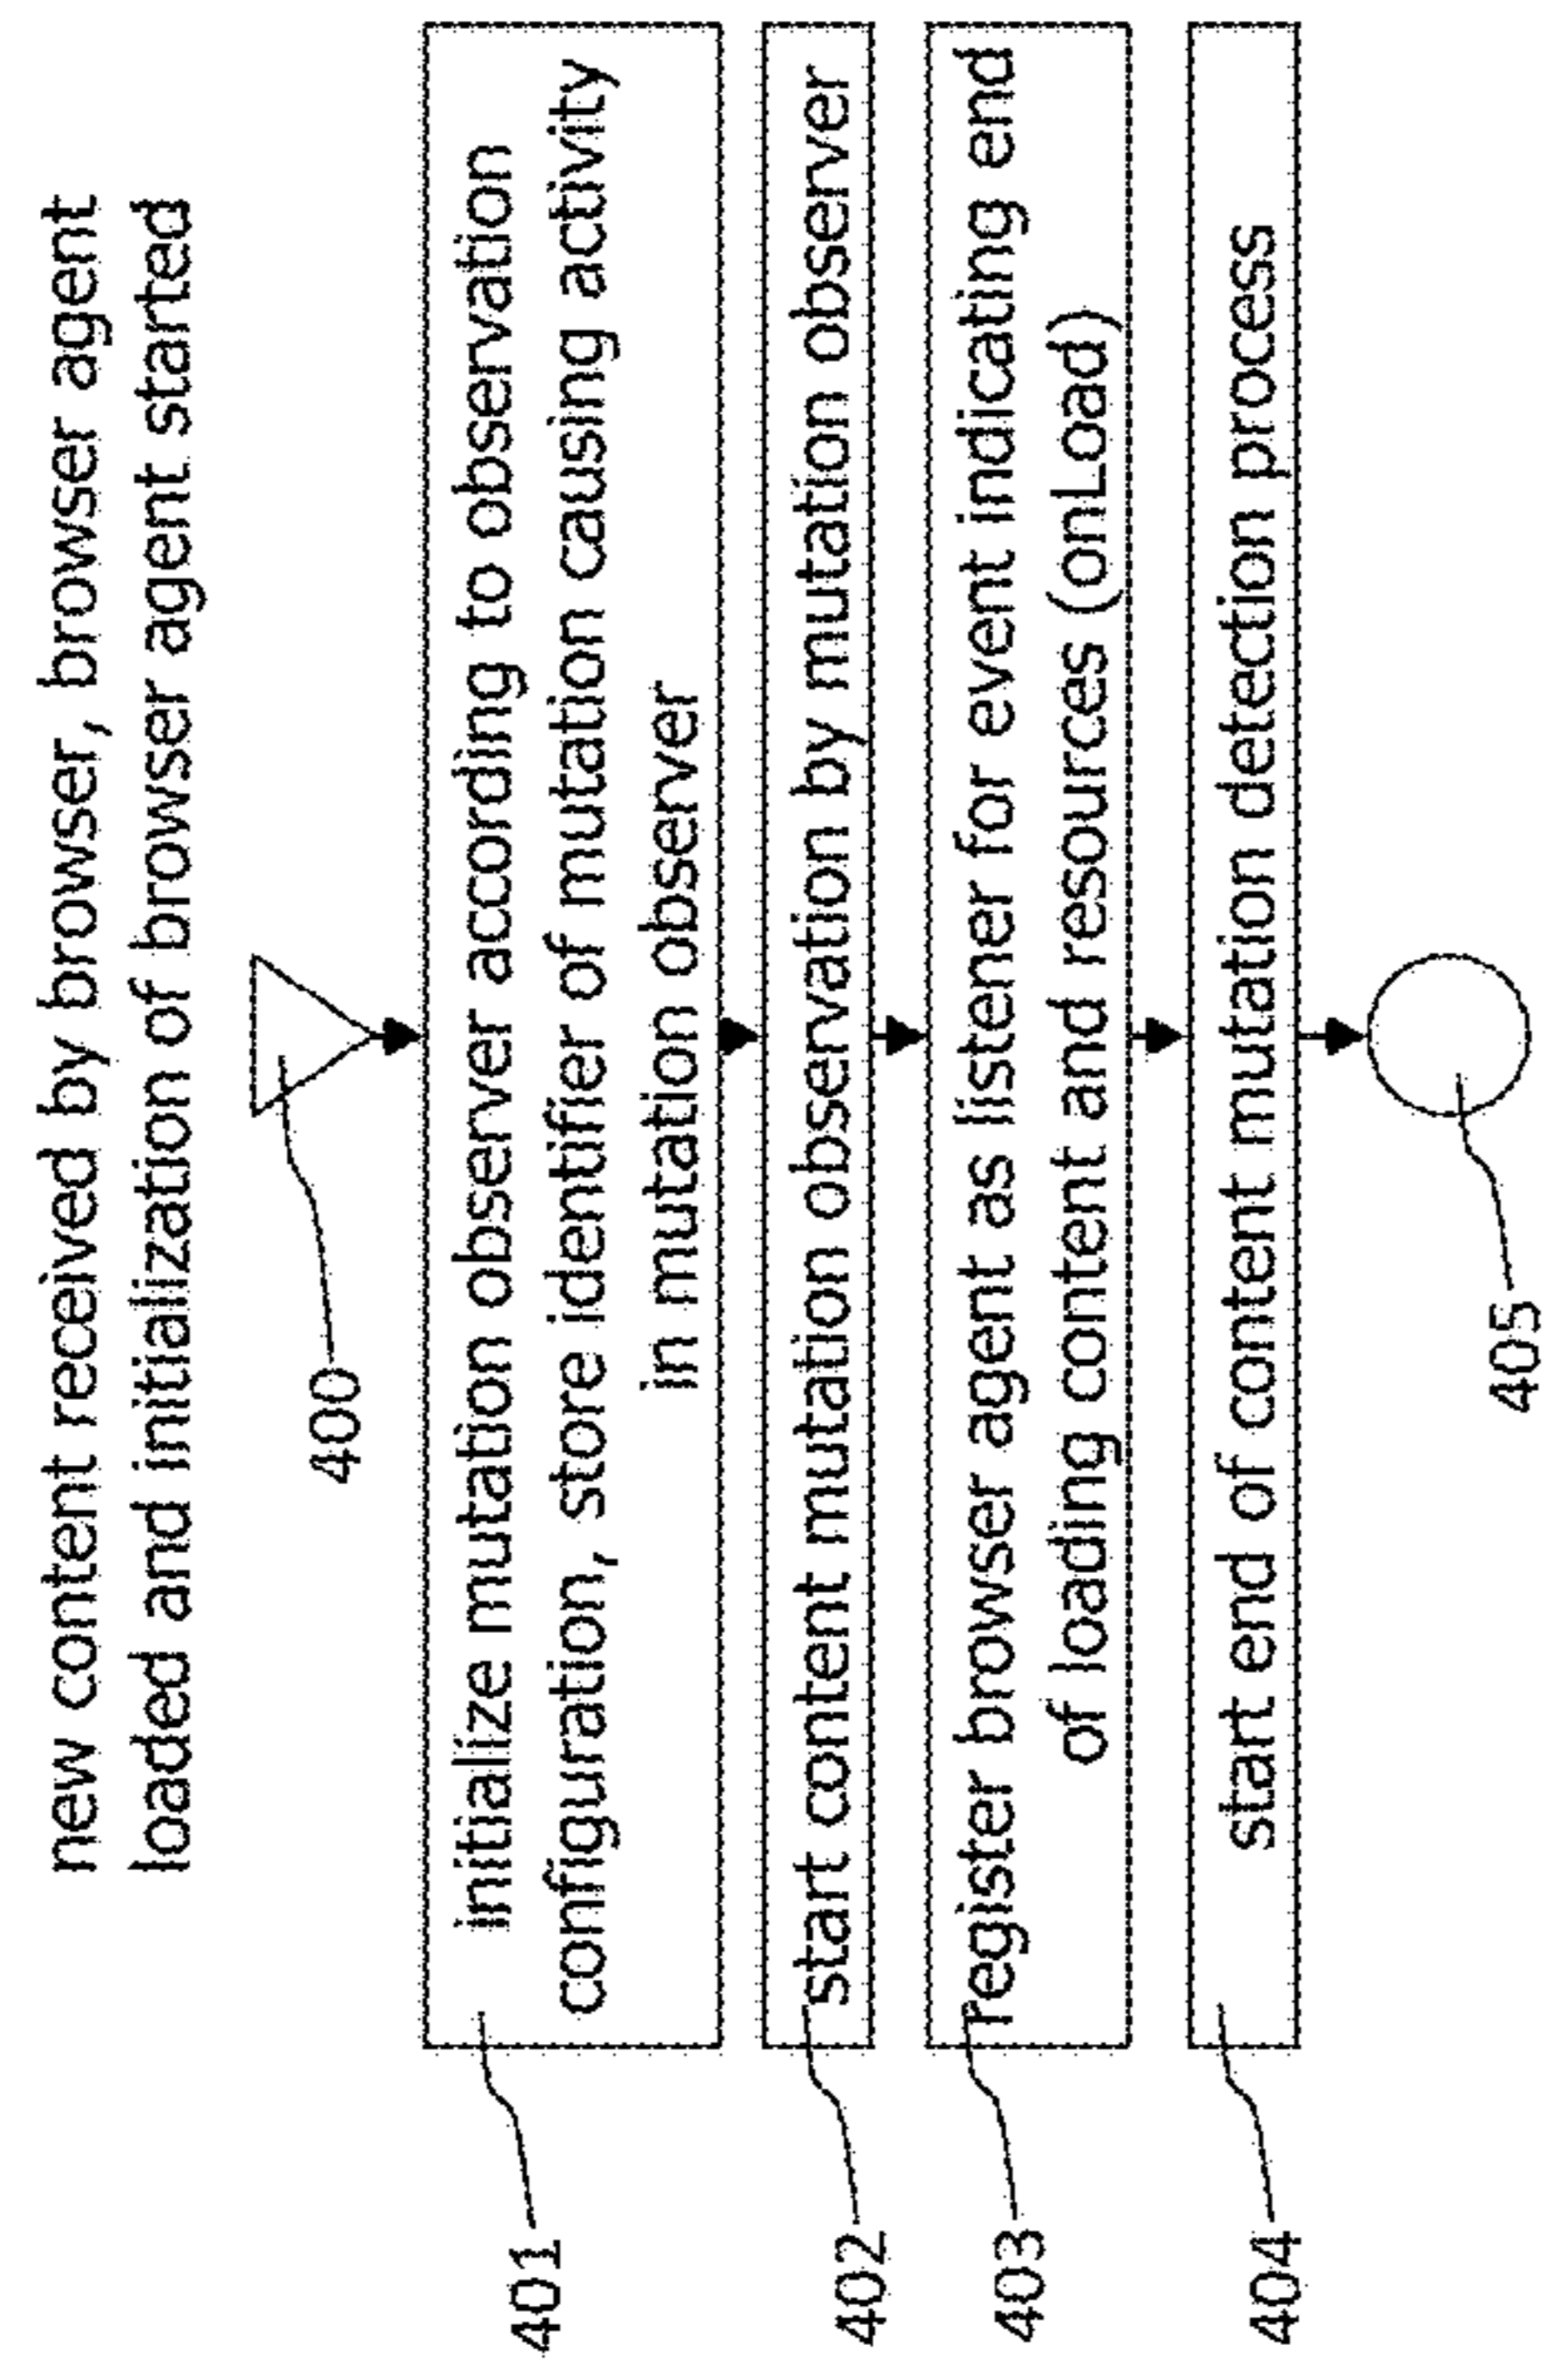 new content received by browser, browser agent
loaded and initialization of browser agent started
400
401
initialize mutation observer according to observation
configuration, store identifier of mutation causing activity
in mutation observer
402
start content mutation observation by mutation observer
403
register browser agent as listener for event indicating end
of loading content and resources (onLoad)
404
start end of content mutation detection process
405